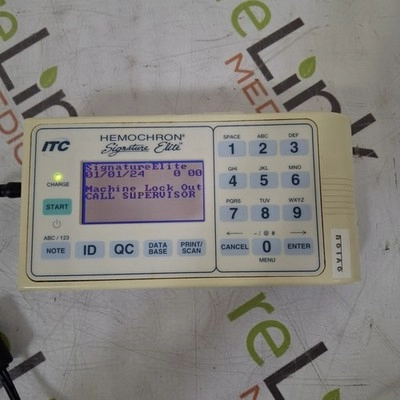 ITC
HEMOCHRON®
Signature Elite™
CHARGE
START
ABC / 123
NOTE
ID
QC
DATA BASE
PRINT/ SCAN
SignatureElite
01/01/24 0 00
Machine Lock Out
CALL SUPERVISOR
SPACE ABC DEF
1 2 3
GHI JKL MNO
4 5 6
PQRS TUV WXYZ
7 8 9
← – / @ # →
CANCEL 0 ENTER
MENU